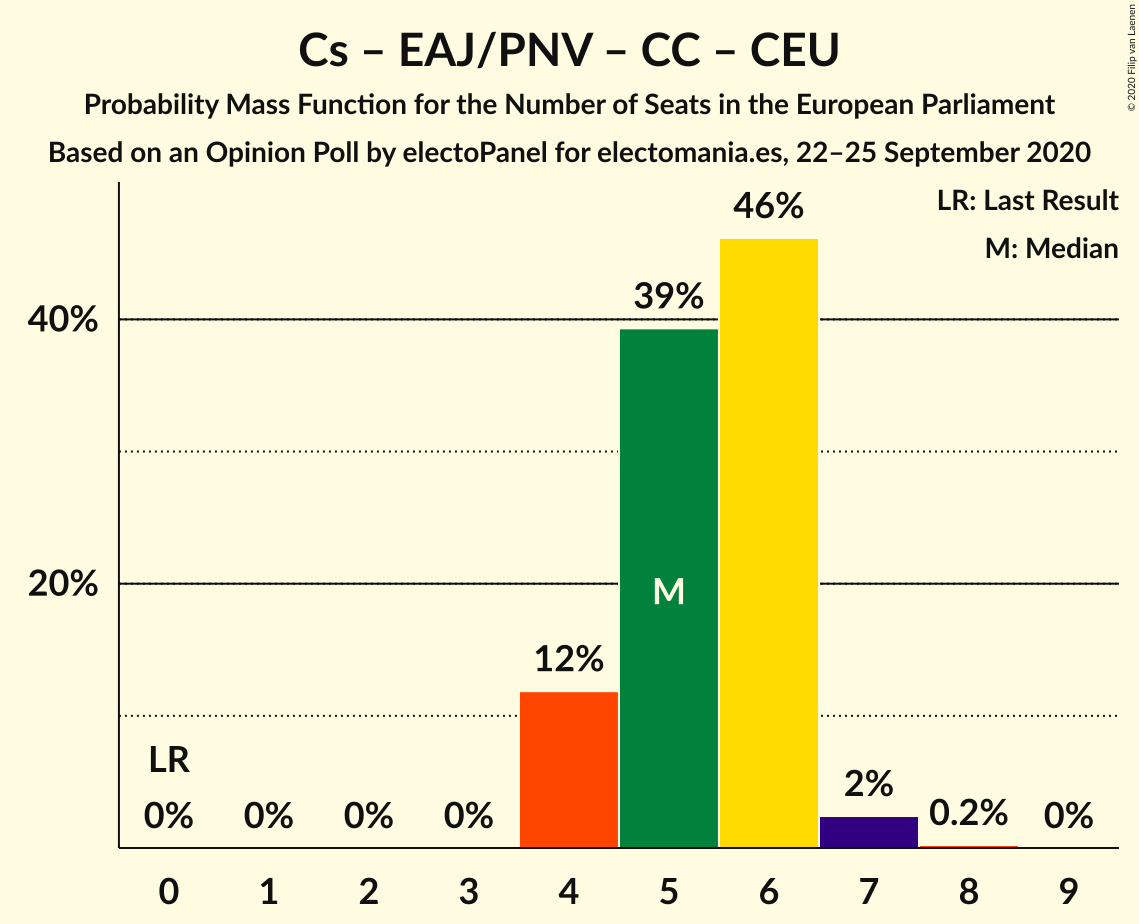 Cs – EAJ/PNV – CC – CEU
Probability Mass Function for the Number of Seats in the European Parliament
Based on an Opinion Poll by electoPanel for electomania.es, 22–25 September 2020
© 2020 Filip van Laenen
LR: Last Result
M: Median
46%
39%
40%
20%
M
12%
LR
2%
0% 0% 0% 0% 0.2% 0%
0 1 2 3 4 5 6 7 8 9